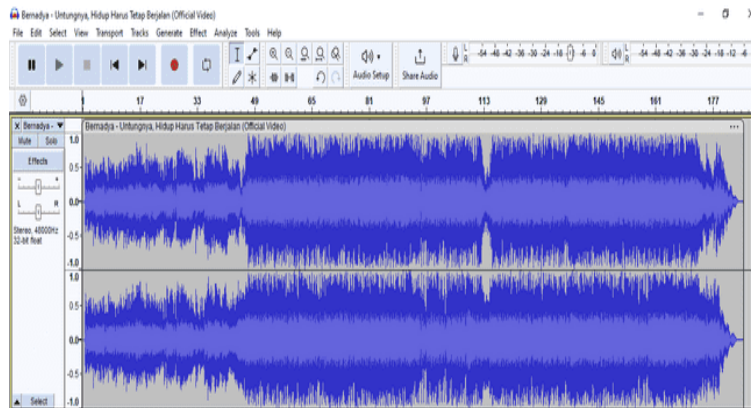 Bernadya - Untungnya, Hidup Harus Tetap Berjalan (Official Video)
File Edit Select View Transport Tracks Generate Effect Analyze Tools Help
Audio Setup
Share Audio
L
R
-54 -48 -42 -36 -30 -24 -18 -12 -6 0
L
R
-54 -48 -42 -36 -30 -24 -18 -12 -6
1 17 33 49 65 81 97 113 129 145 161 177
X Bernadya - Bernadya - Untungnya, Hidup Harus Tetap Berjalan (Official Video)
Mute Solo
Effects
- +
L R
Stereo, 48000Hz
32-bit float
1.0
0.5
0.0
-0.5
-1.0
1.0
0.5
0.0
-0.5
-1.0
Select